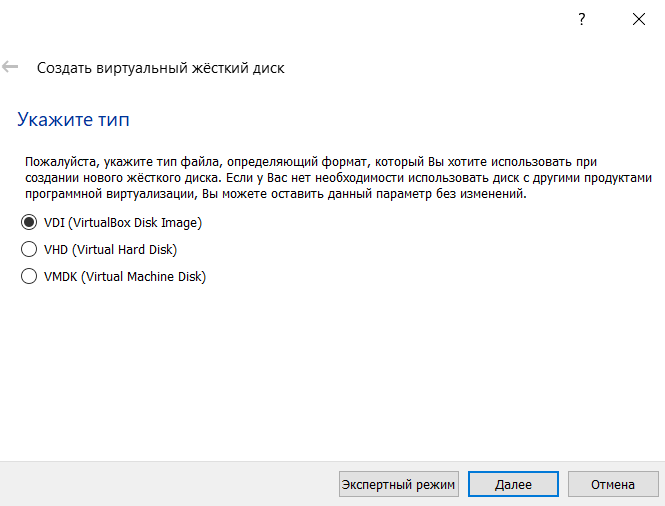 ?
Создать виртуальный жёсткий диск
Укажите тип
Пожалуйста, укажите тип файла, определяющий формат, который Вы хотите использовать при
создании нового жёсткого диска. Если у Вас нет необходимости использовать диск с другими продуктами
программной виртуализации, Вы можете оставить данный параметр без изменений.
VDI (VirtualBox Disk Image)
VHD (Virtual Hard Disk)
VMDK (Virtual Machine Disk)
Экспертный режим Далее Отмена